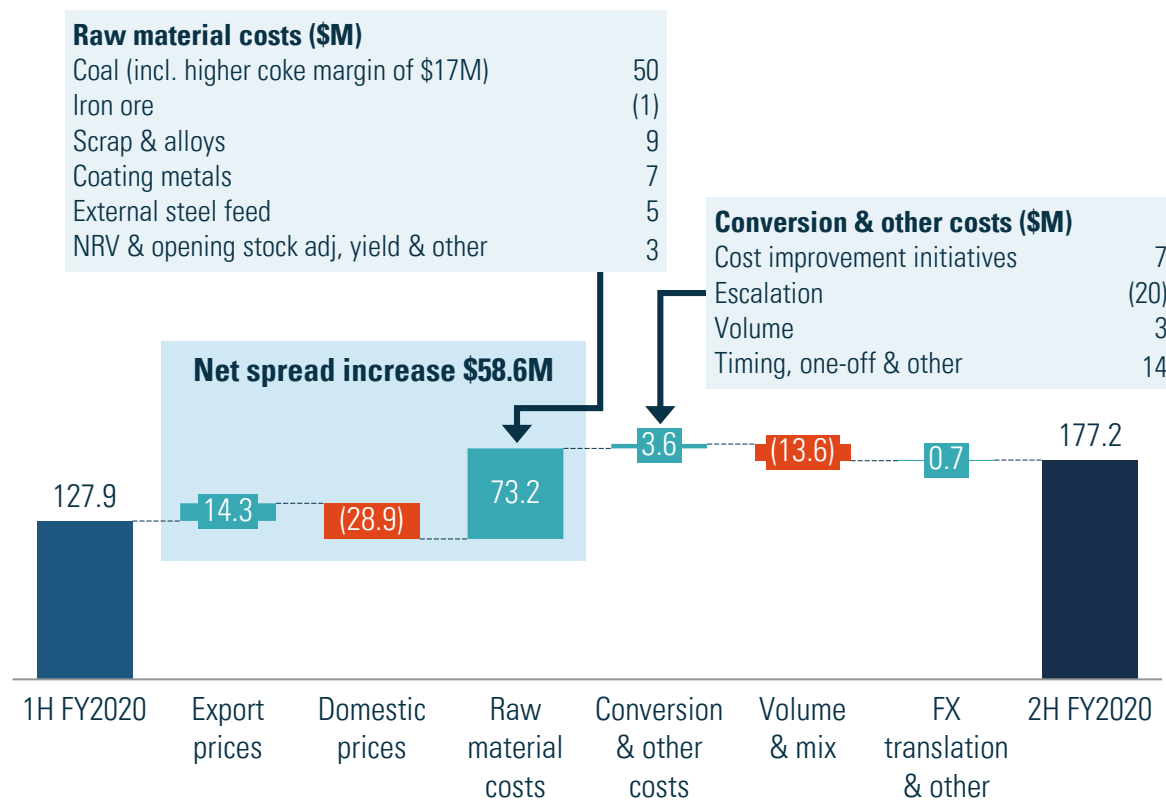 Raw material costs ($M)
Coal (incl. higher coke margin of $17M) 50
Iron ore (1)
Scrap & alloys 9
Coating metals 7
External steel feed 5
NRV & opening stock adj, yield & other 3
Conversion & other costs ($M)
Cost improvement initiatives 7
Escalation (20)
Volume 3
Timing, one-off & other 14
Net spread increase $58.6M
127.9
14.3
(28.9)
73.2
3.6
(13.6)
0.7
177.2
1H FY2020
Export
prices
Domestic
prices
Raw
material
costs
Conversion
& other
costs
Volume
& mix
FX
translation
& other
2H FY2020